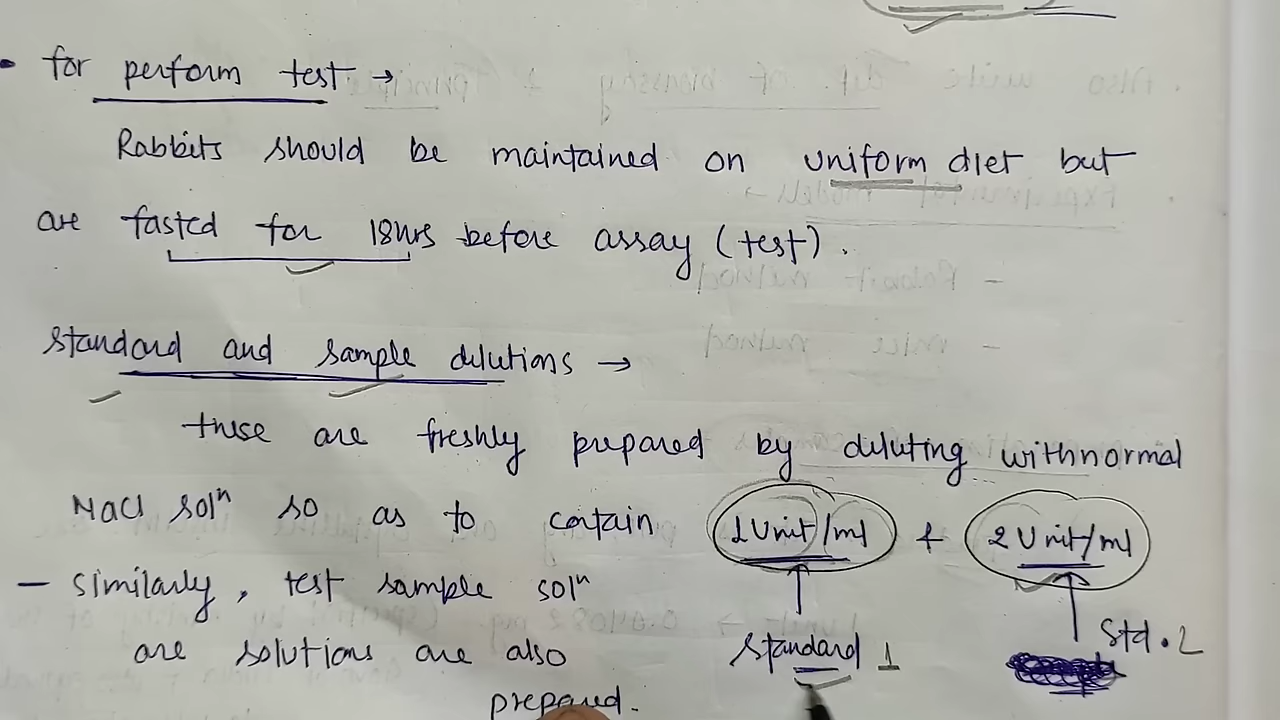 • for perform test →
Rabbits should be maintained on uniform diet but
are fasted for 18hrs before assay (test).
standard and sample dilutions →
these are freshly prepared by diluting with normal
NaCl solⁿ so as to contain 1 Unit/ml + 2 Unit/ml
– similarly, test sample solⁿ
are solutions are also
prepared.
standard 1
Std. 2